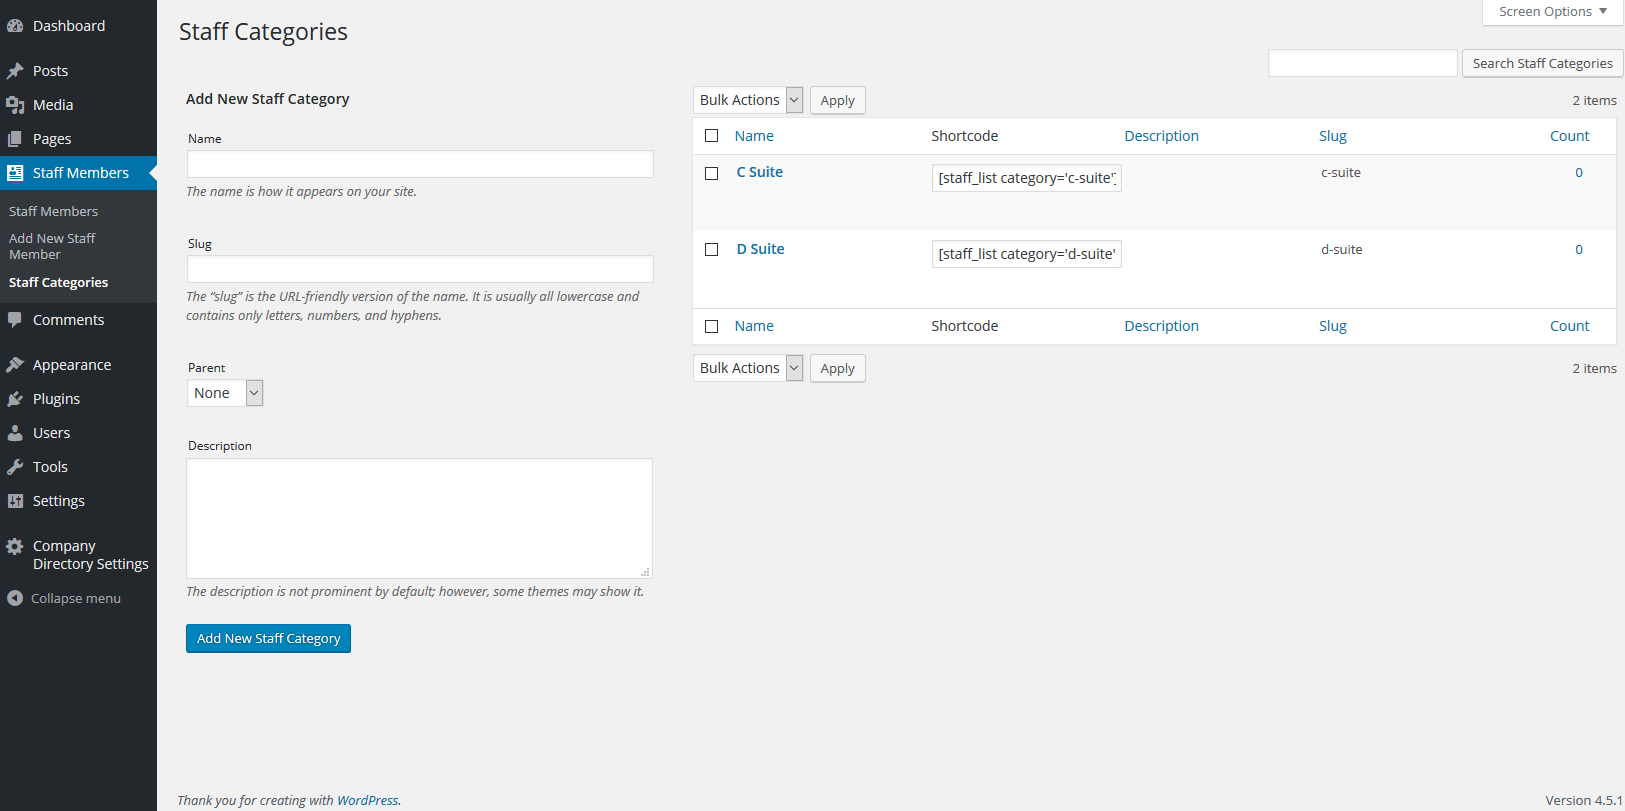 Dashboard
Posts
Media
Pages
Staff Members
Staff Members
Add New Staff
Member
Staff Categories
Comments
Appearance
Plugins
Users
Tools
Settings
Company
Directory Settings
Collapse menu
Screen Options
Staff Categories
Search Staff Categories
Add New Staff Category
Name
The name is how it appears on your site.
Slug
The “slug” is the URL-friendly version of the name. It is usually all lowercase and
contains only letters, numbers, and hyphens.
Parent
None
Description
The description is not prominent by default; however, some themes may show it.
Add New Staff Category
Bulk Actions Apply 2 items
Name Shortcode Description Slug Count
C Suite [staff_list category='c-suite'] c-suite 0
D Suite [staff_list category='d-suite' d-suite 0
Name Shortcode Description Slug Count
Bulk Actions Apply 2 items
Thank you for creating with WordPress.
Version 4.5.1